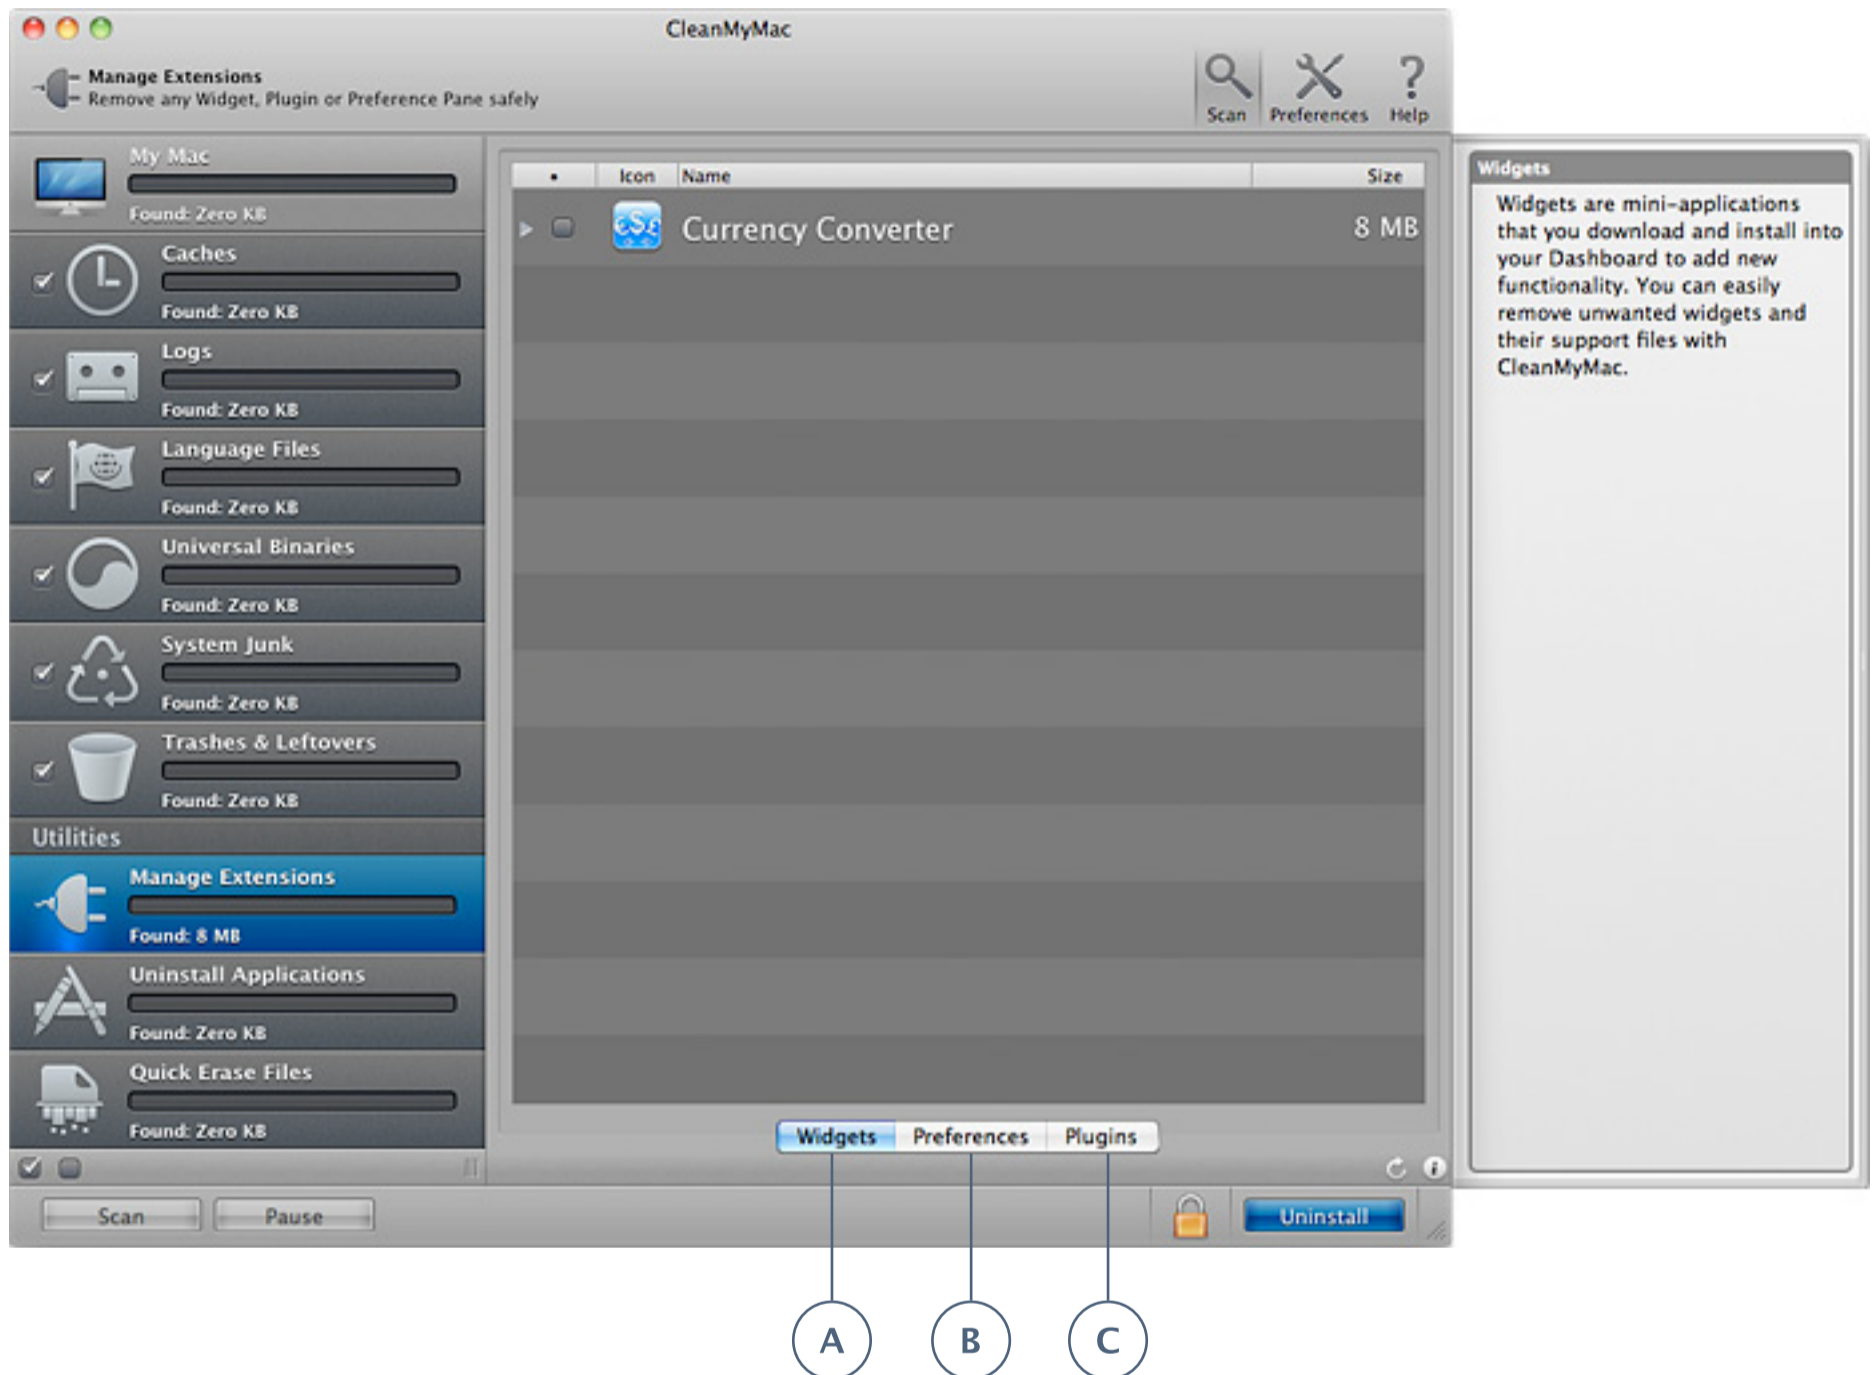 CleanMyMac
Manage Extensions
Remove any Widget, Plugin or Preference Pane safely
Scan
Preferences
Help
My Mac
Found: Zero KB
Caches
Found: Zero KB
Logs
Found: Zero KB
Language Files
Found: Zero KB
Universal Binaries
Found: Zero KB
System Junk
Found: Zero KB
Trashes & Leftovers
Found: Zero KB
Utilities
Manage Extensions
Found: 8 MB
Uninstall Applications
Found: Zero KB
Quick Erase Files
Found: Zero KB
Scan
Pause
• Icon Name Size
Currency Converter 8 MB
Widgets
Preferences
Plugins
Uninstall
Widgets
Widgets are mini-applications
that you download and install into
your Dashboard to add new
functionality. You can easily
remove unwanted widgets and
their support files with
CleanMyMac.
A
B
C